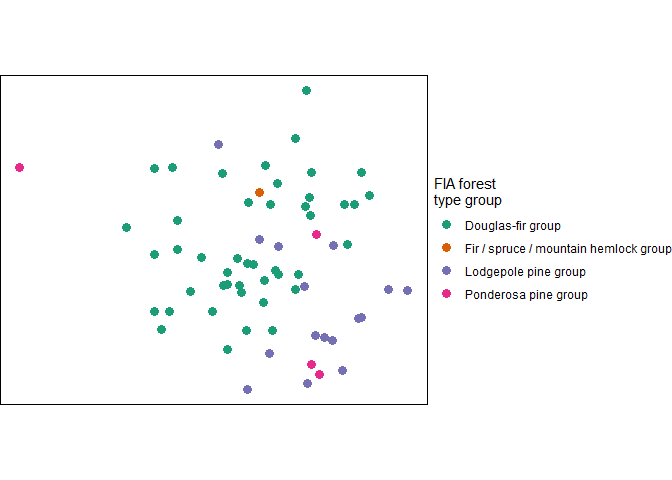 FIA forest
type group
Douglas-fir group
Fir / spruce / mountain hemlock group
Lodgepole pine group
Ponderosa pine group